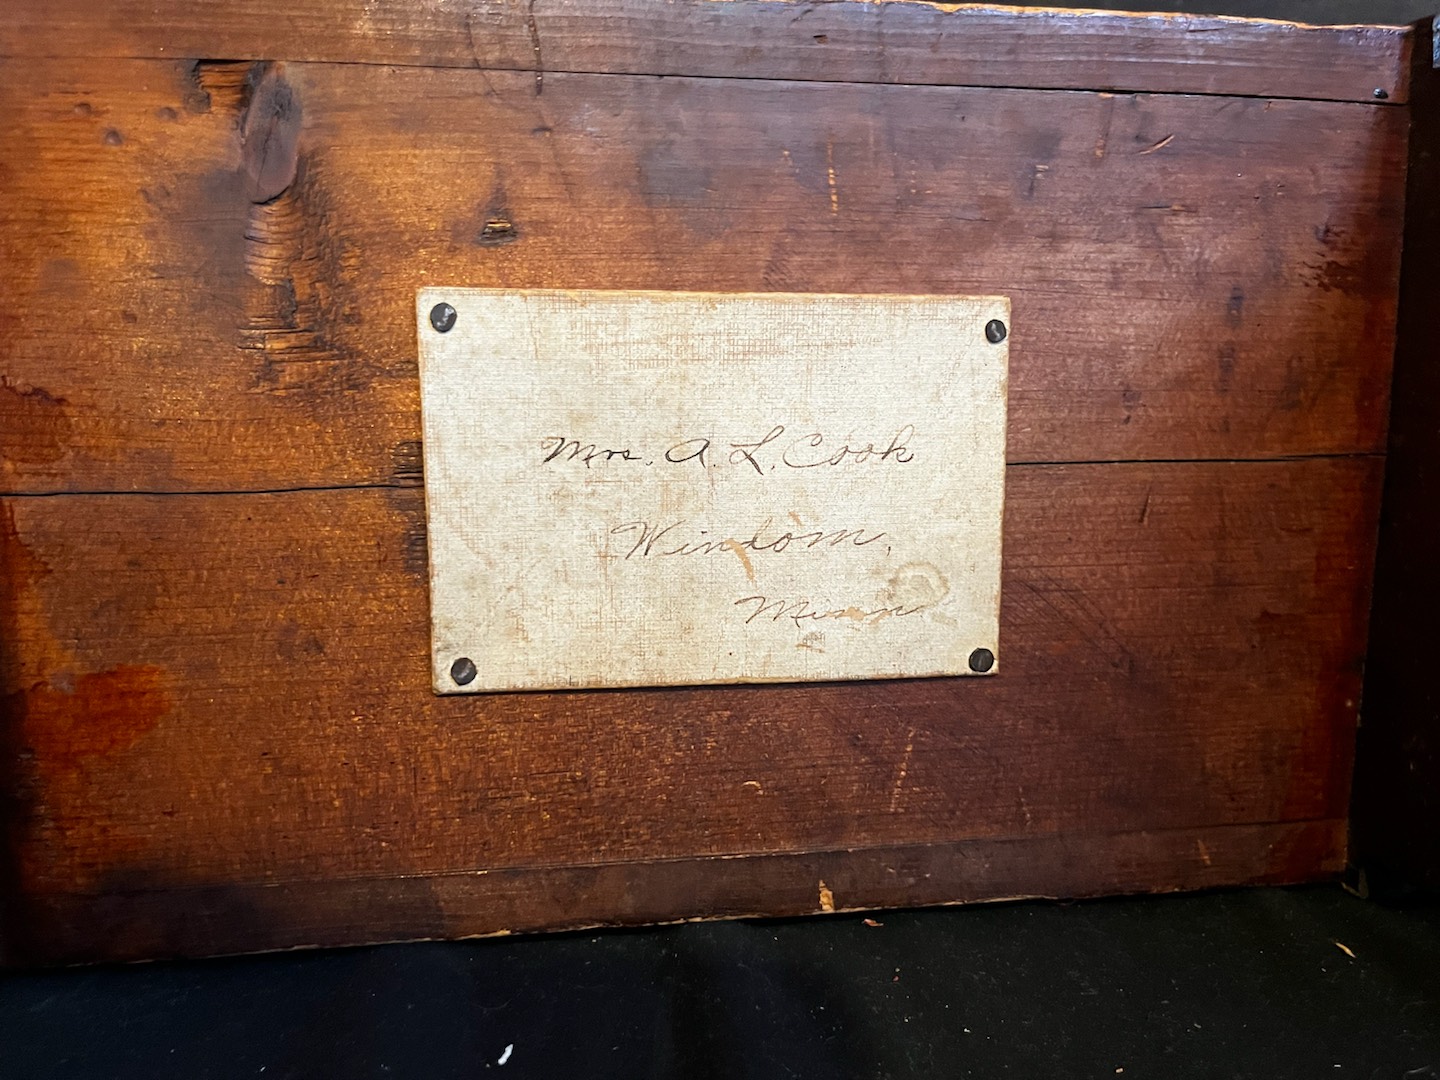 Mrs. A. L. Cook
Windom,
Minn.